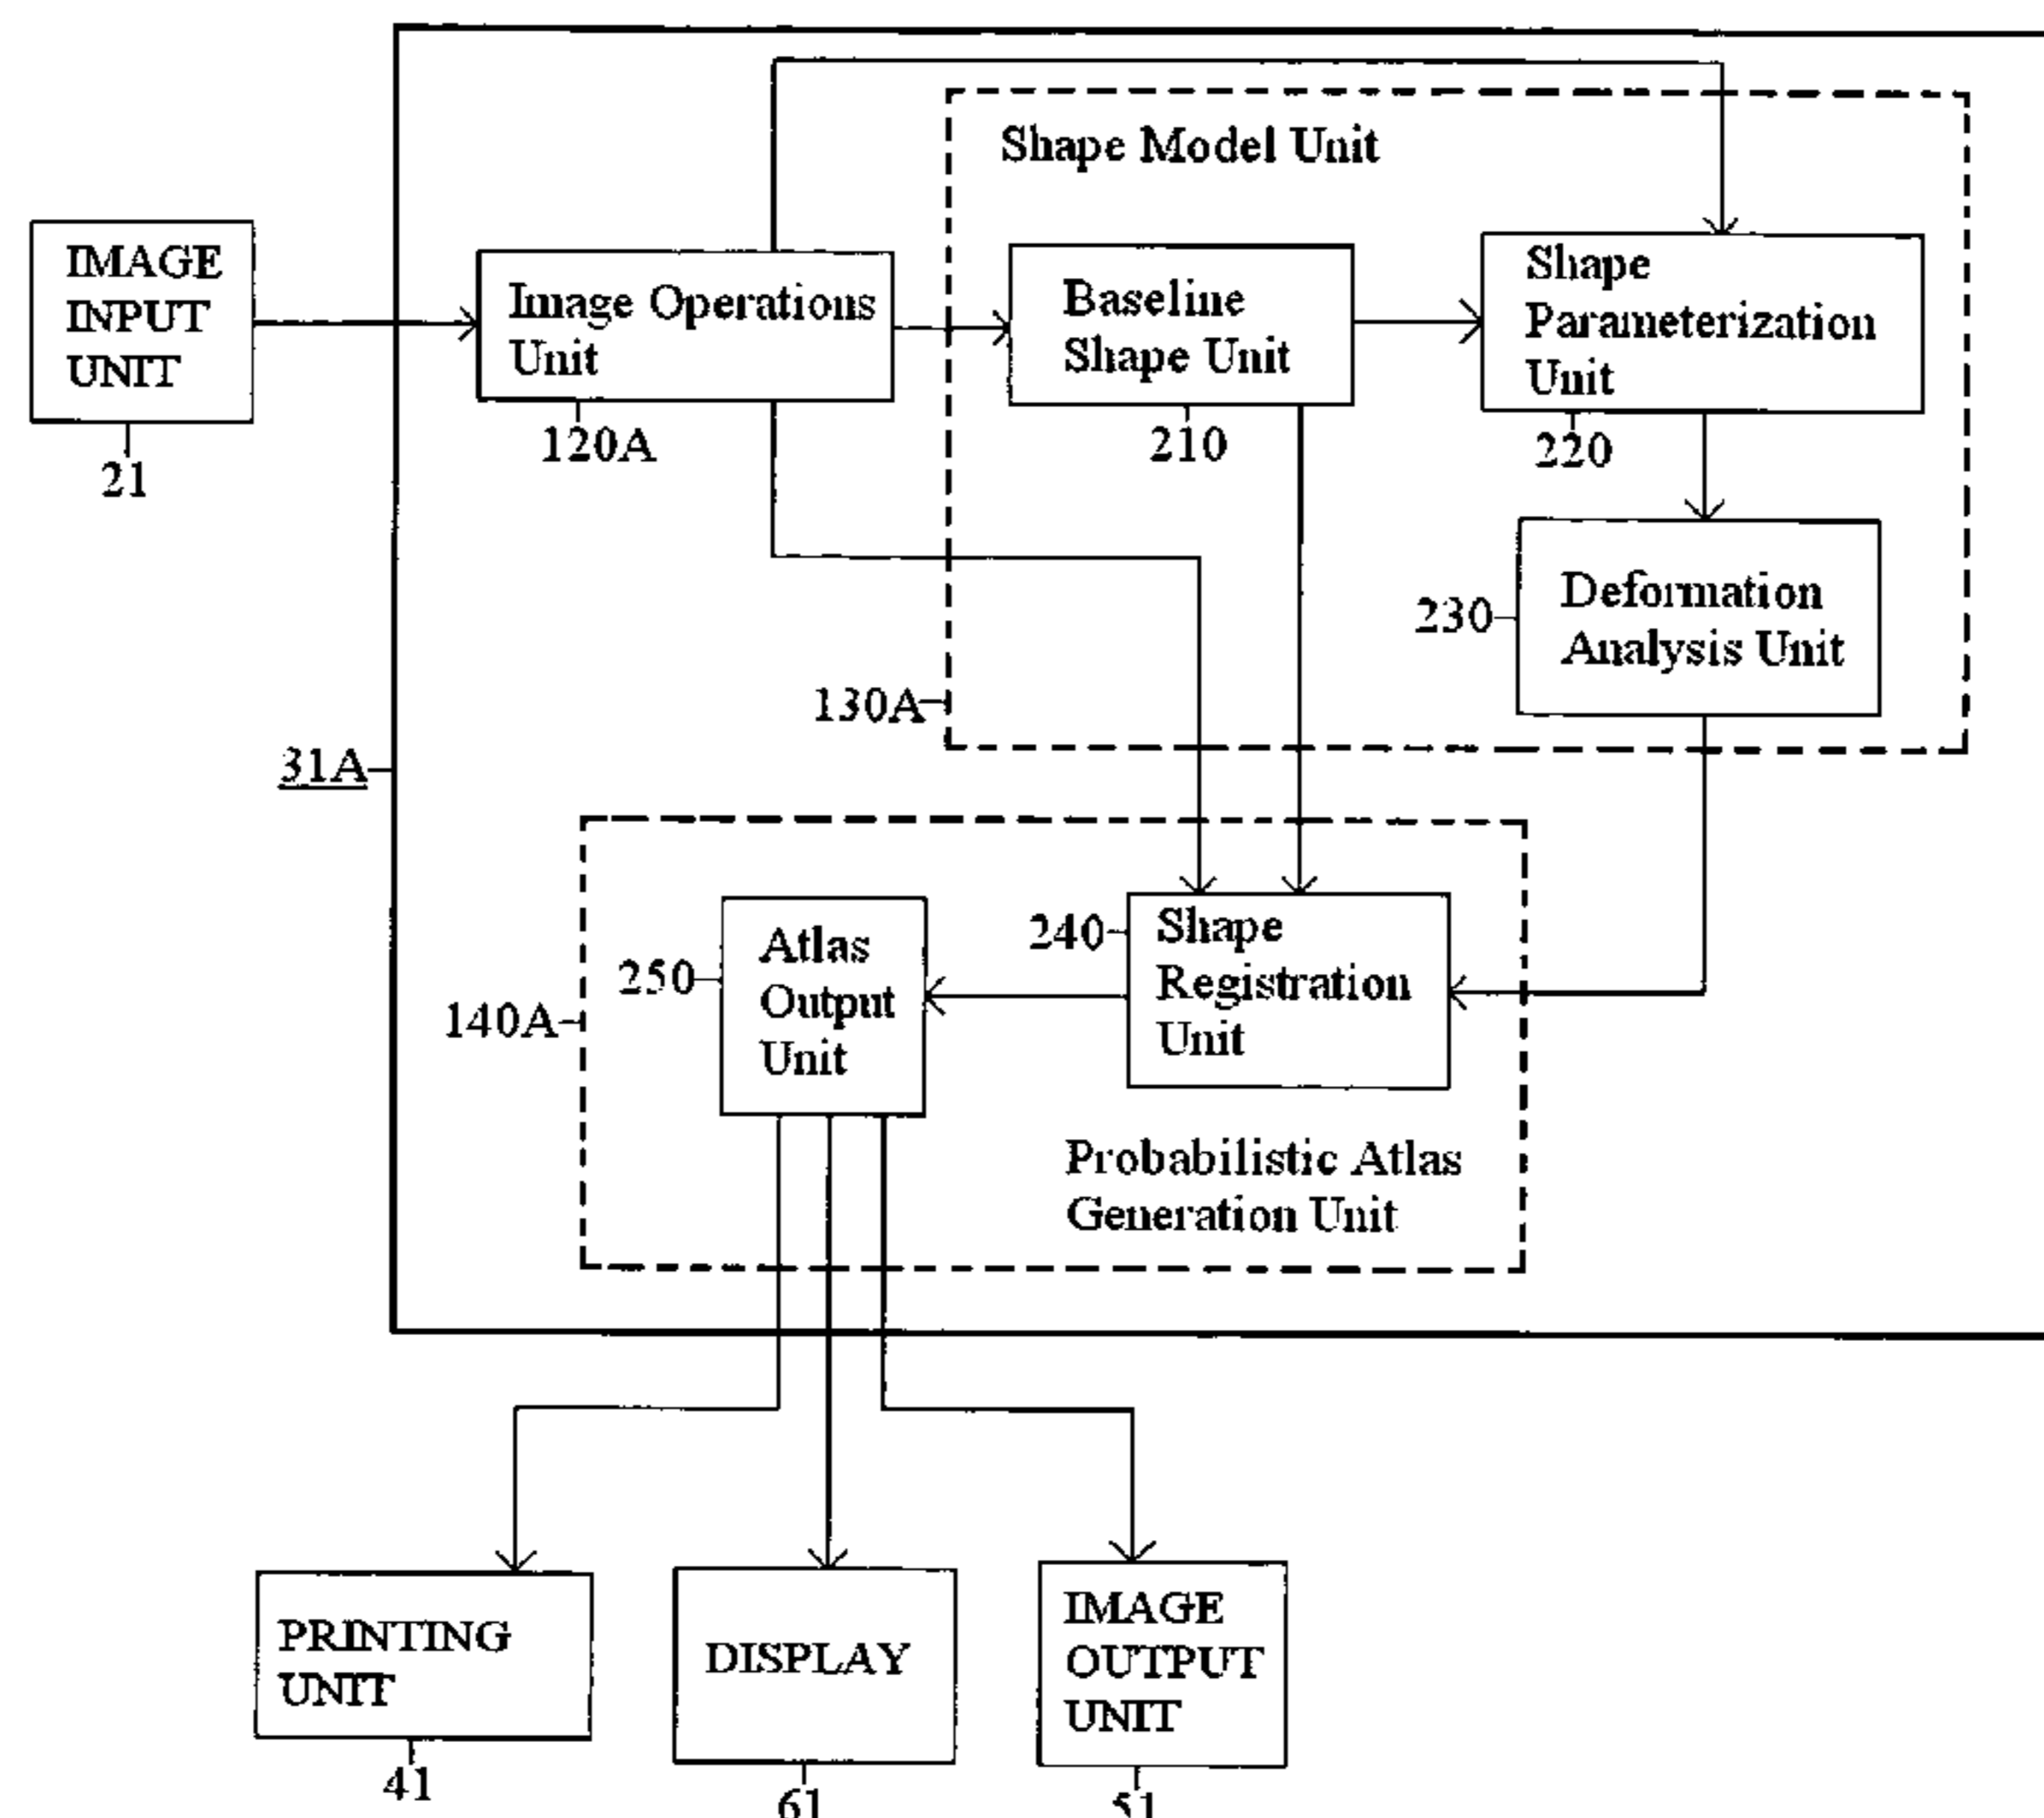 Shape Model Unit
IMAGE
INPUT
UNIT
21
Image Operations
Unit
120A
Baseline
Shape Unit
210
Shape
Parameterization
Unit
220
Deformation
Analysis Unit
230
130A
31A
Atlas
Output
Unit
250
240
Shape
Registration
Unit
140A
Probabilistic Atlas
Generation Unit
PRINTING
UNIT
41
DISPLAY
61
IMAGE
OUTPUT
UNIT
51